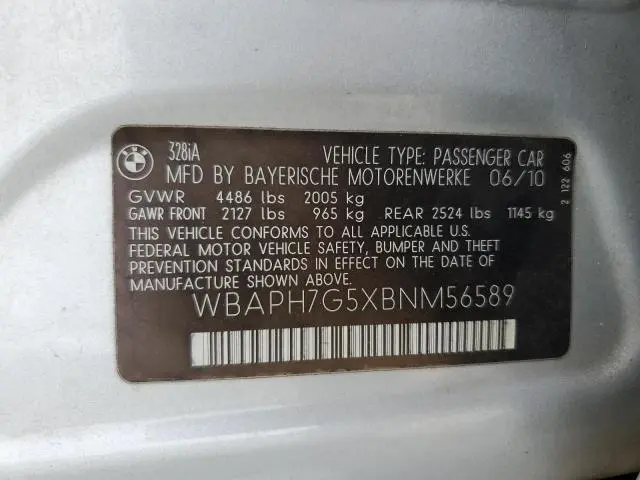 BMW
328iA
VEHICLE TYPE: PASSENGER CAR
MFD BY BAYERISCHE MOTORENWERKE 06/10
GVWR 4486 lbs 2005 kg
GAWR FRONT 2127 lbs 965 kg REAR 2524 lbs 1145 kg
THIS VEHICLE CONFORMS TO ALL APPLICABLE U.S.
FEDERAL MOTOR VEHICLE SAFETY, BUMPER AND THEFT
PREVENTION STANDARDS IN EFFECT ON THE DATE OF
MANUFACTURE SHOWN ABOVE.
WBAPH7G5XBNM56589
2 122 606